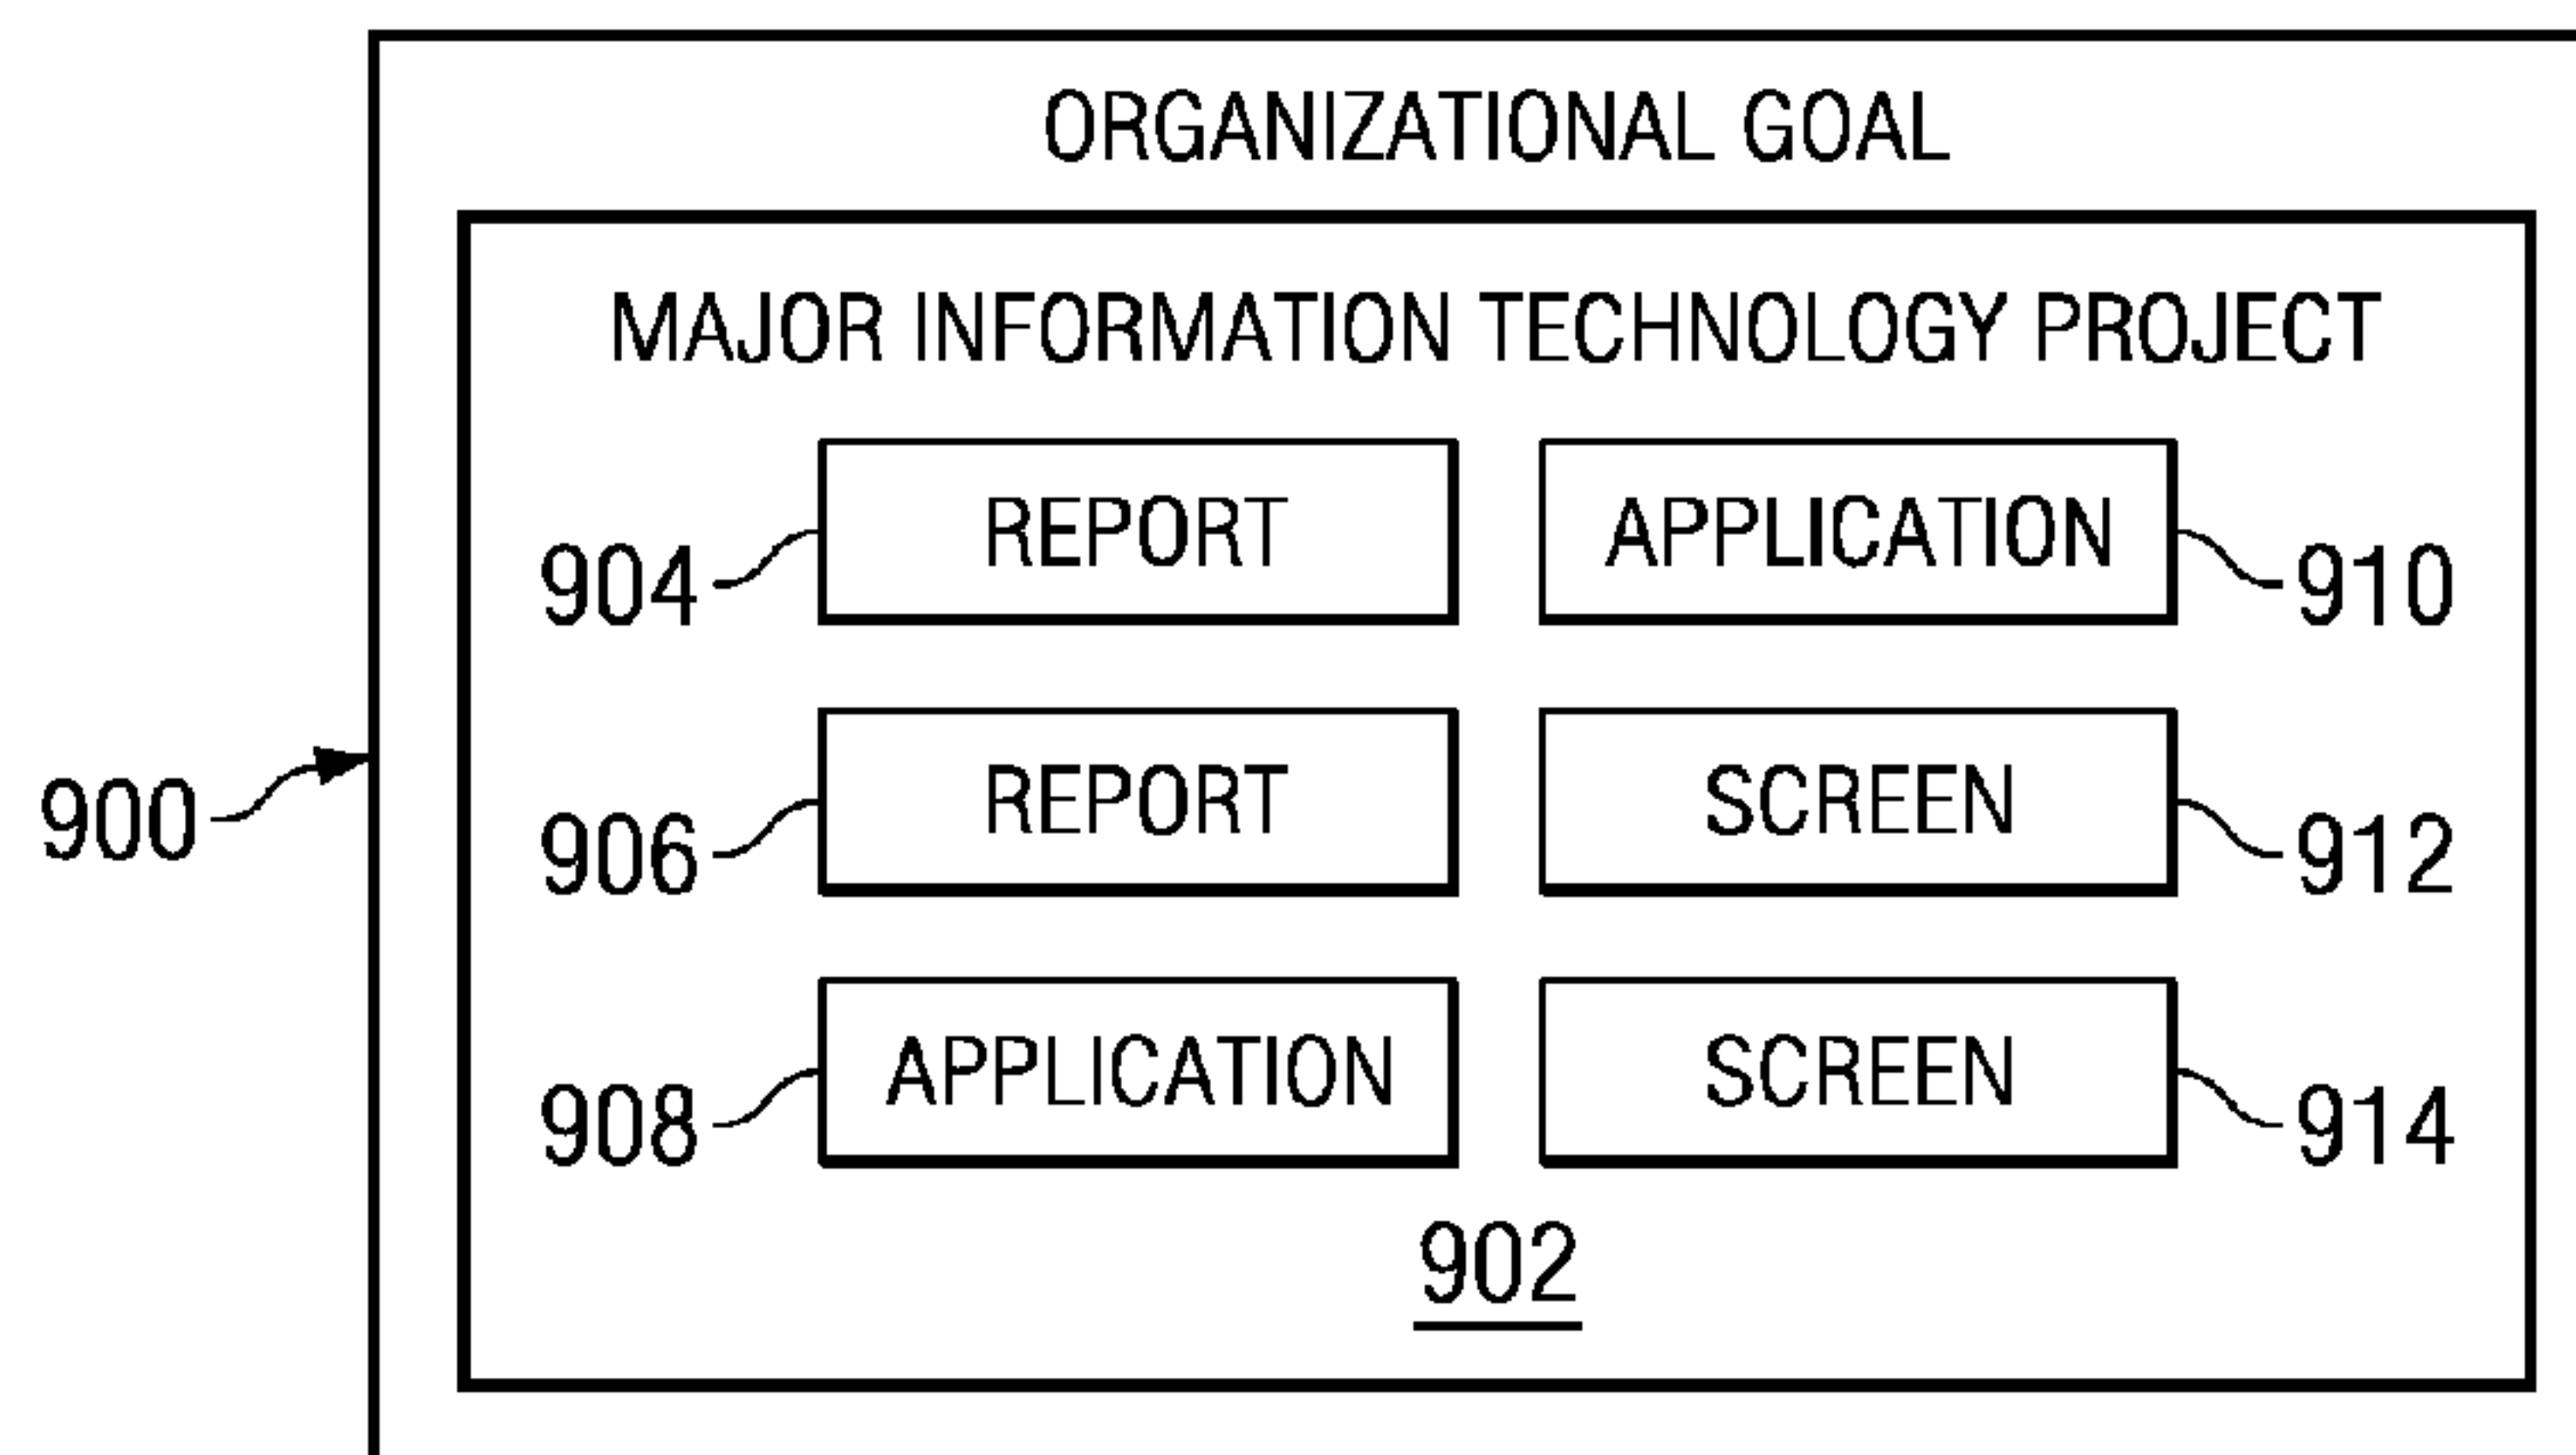 ORGANIZATIONAL GOAL
MAJOR INFORMATION TECHNOLOGY PROJECT
904 REPORT APPLICATION 910
900
906 REPORT SCREEN 912
908 APPLICATION SCREEN 914
902